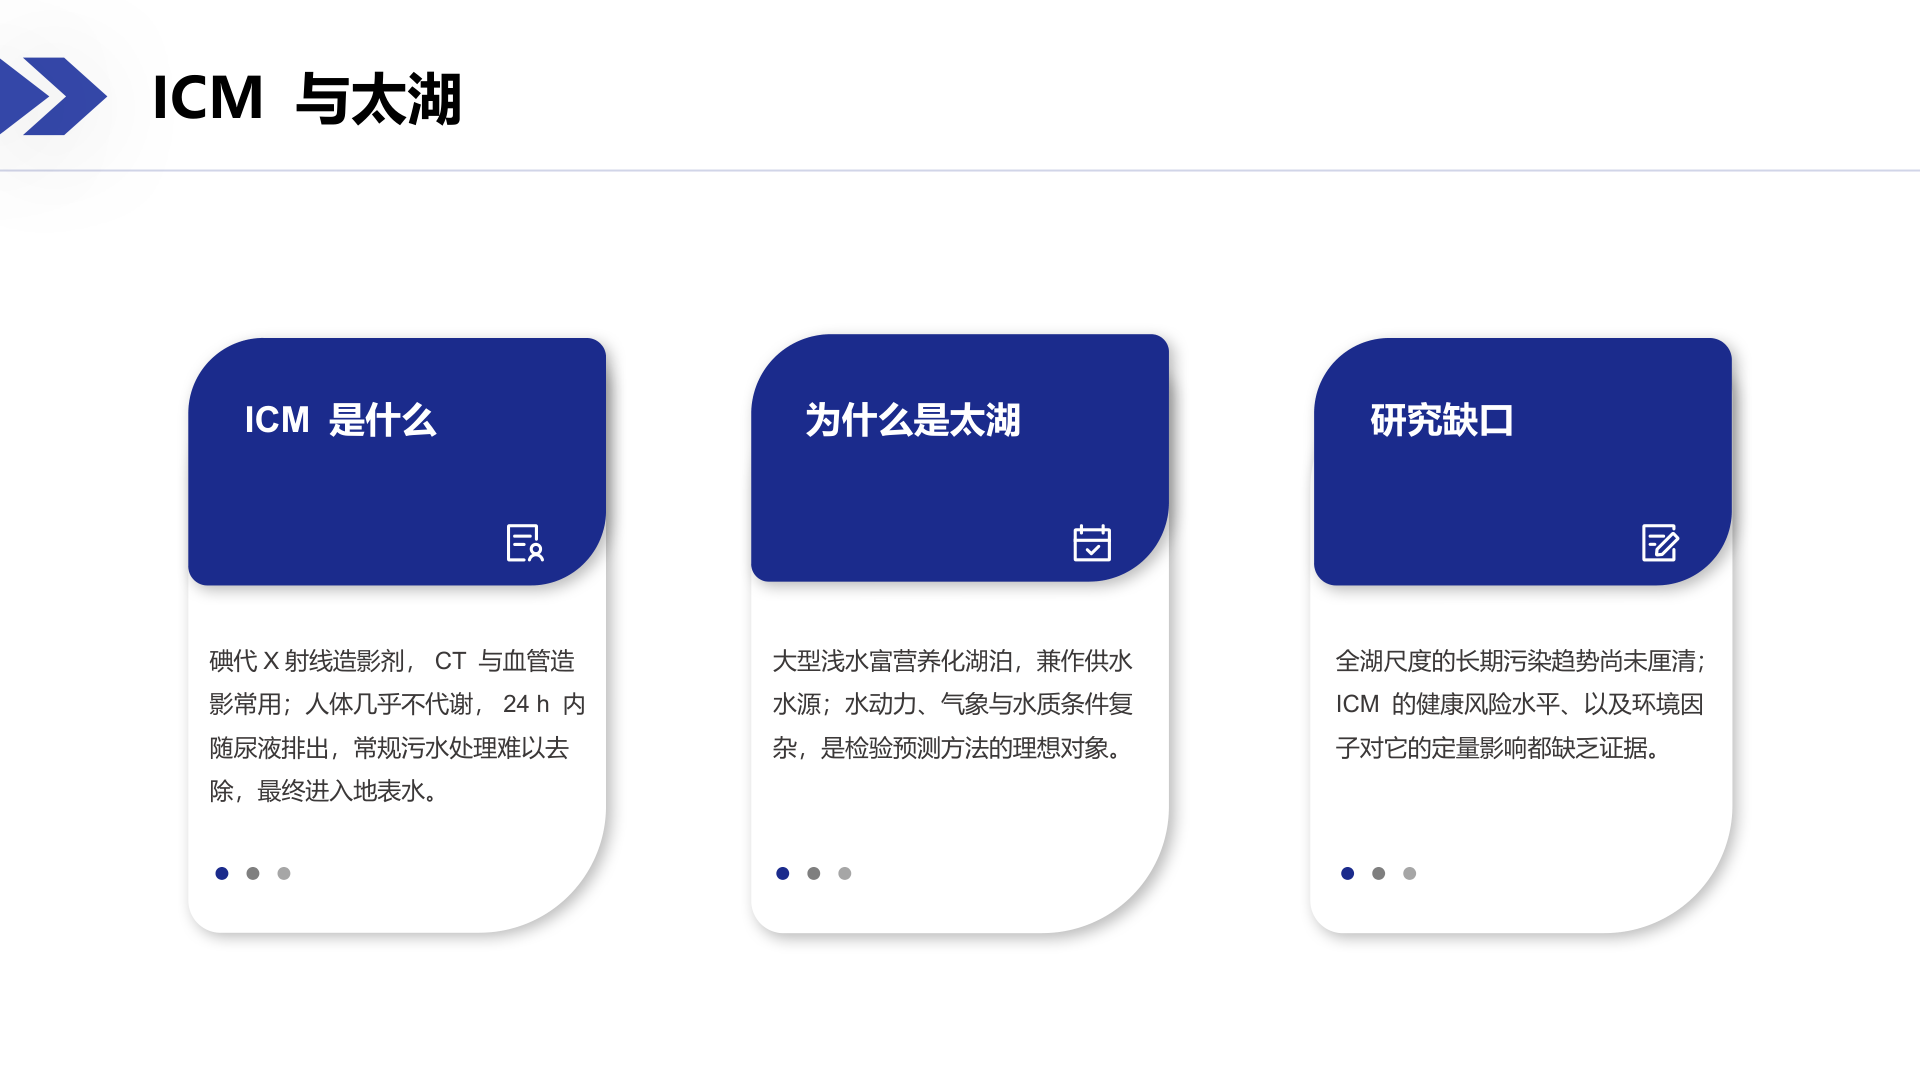 ICM 与太湖
ICM 是什么
碘代 X 射线造影剂， CT 与血管造
影常用；人体几乎不代谢， 24 h 内
随尿液排出，常规污水处理难以去
除，最终进入地表水。
为什么是太湖
大型浅水富营养化湖泊，兼作供水
水源；水动力、气象与水质条件复
杂，是检验预测方法的理想对象。
研究缺口
全湖尺度的长期污染趋势尚未厘清；
ICM 的健康风险水平、以及环境因
子对它的定量影响都缺乏证据。